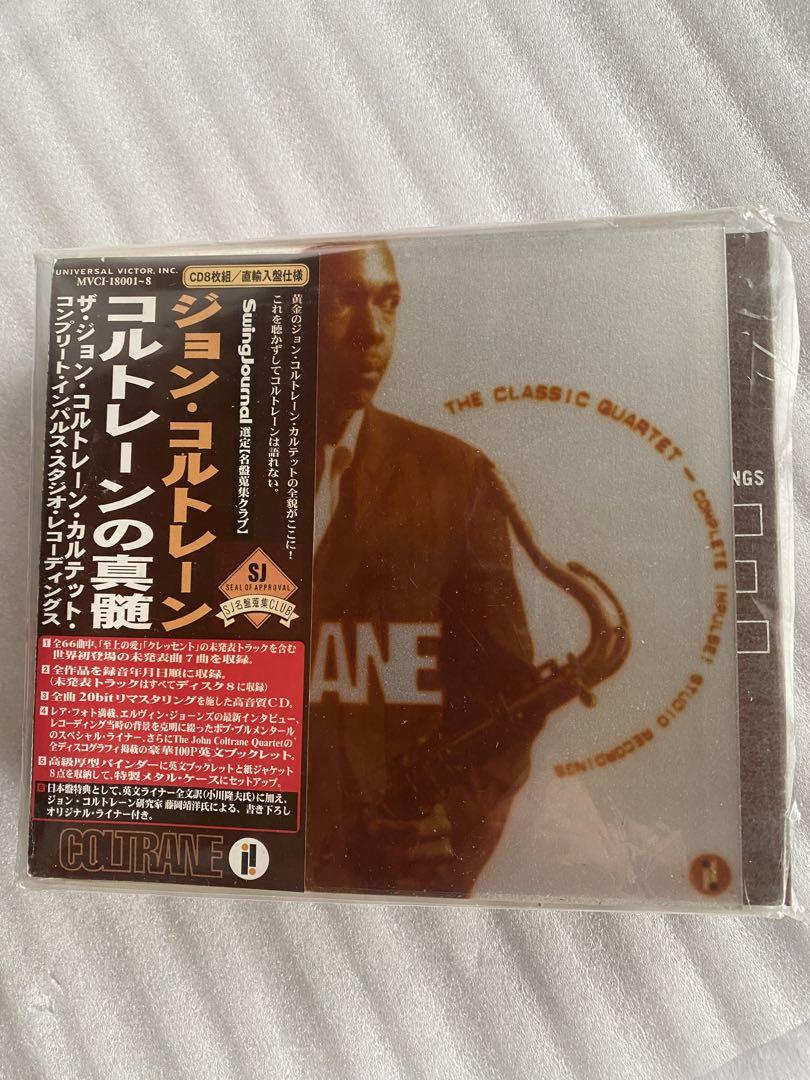 UNIVERSAL VICTOR, INC.
MVCI-18001~8
CD8枚組/直輸入盤仕様
黄金のジョン・コルトレーン・カルテットの全貌がここに!
これを聴かずしてコルトレーンは語れない。
SwingJournal 選定【名盤蒐集クラブ】
ジョン・コルトレーン
コルトレーンの真髄
ザ・ジョン・コルトレーン・カルテット・
コンプリート・インパルス・スタジオ・レコーディングス
SJ
SEAL OF APPROVAL
SJ名盤蒐集CLUB
1 全66曲中、「至上の愛」「クレッセント」の未発表トラックを含む
世界初登場の未発表曲7曲を収録。
2 全作品を録音年月日順に収録。
(未発表トラックはすべてディスク8に収録)
3 全曲20bitリマスタリングを施した高音質CD。
4 レア・フォト満載、エルヴィン・ジョーンズの最新インタビュー、
レコーディング当時の背景を克明に綴ったボブ・ブルメンタール
のスペシャル・ライナー、さらにThe John Coltrane Quartetの
全ディスコグラフィ掲載の豪華100P英文ブックレット。
5 高級厚型バインダーに英文ブックレットと紙ジャケット
8点を収納して、特製メタル・ケースにセットアップ。
6 日本盤特典として、英文ライナー全文訳(小川隆夫氏)に加え、
ジョン・コルトレーン研究家 藤岡靖洋氏による、書き下ろし
オリジナル・ライナー付き。
COLTRANE
i!
THE CLASSIC QUARTET — COMPLETE IMPULSE! STUDIO RECORDINGS
ANE
NGS